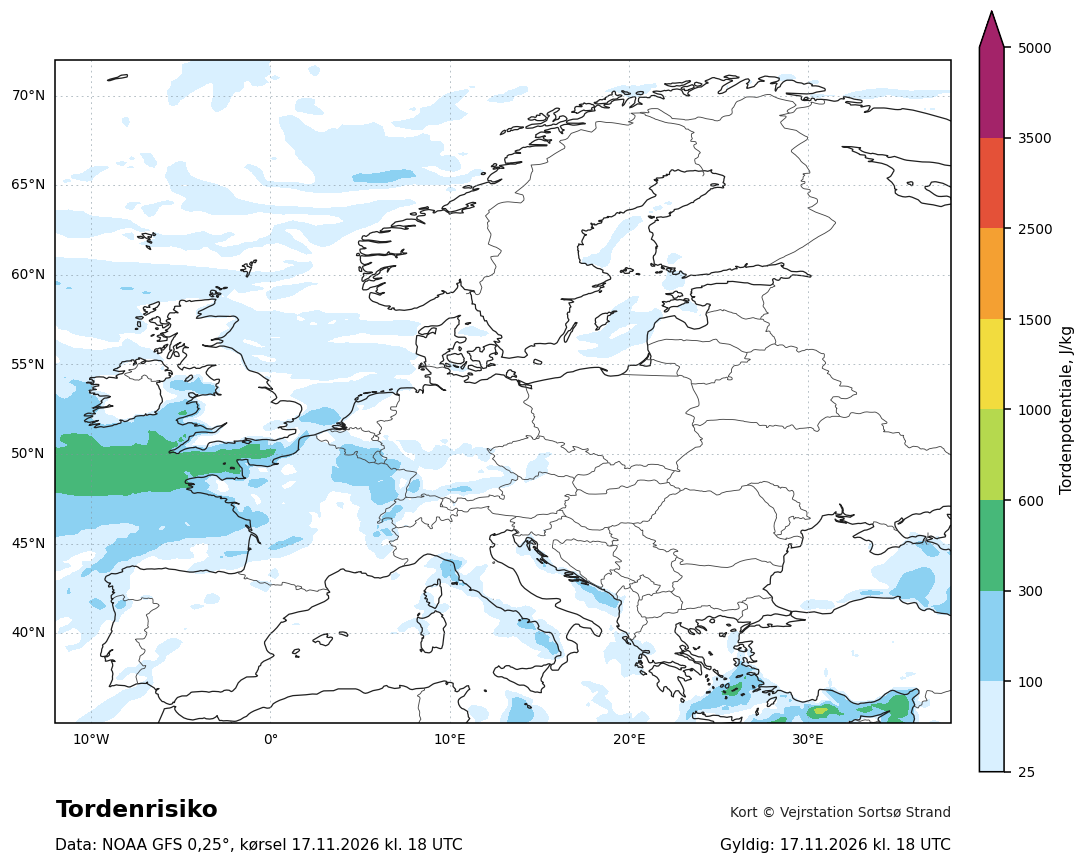 70°N
65°N
60°N
55°N
50°N
45°N
40°N
10°W
0°
10°E
20°E
30°E
5000
3500
2500
1500
1000
600
300
100
25
Tordenpotentiale, J/kg
Tordenrisiko
Kort © Vejrstation Sortsø Strand
Data: NOAA GFS 0,25°, kørsel 17.11.2026 kl. 18 UTC
Gyldig: 17.11.2026 kl. 18 UTC